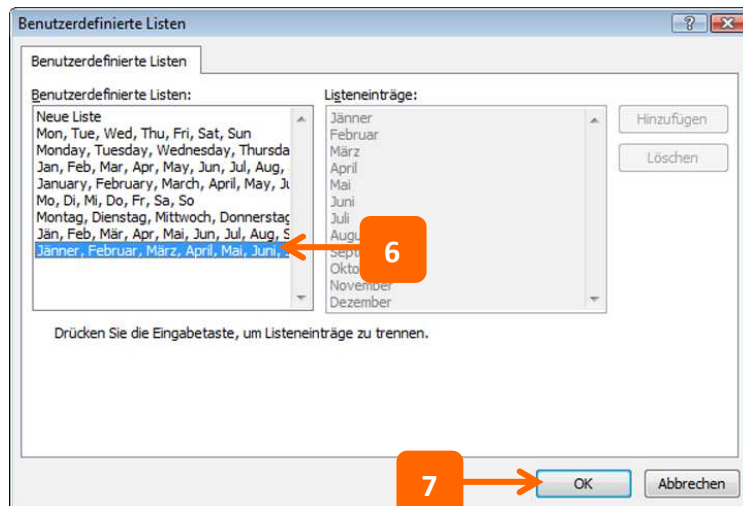 Benutzerdefinierte Listen
Benutzerdefinierte Listen
Benutzerdefinierte Listen:
Neue Liste
Mon, Tue, Wed, Thu, Fri, Sat, Sun
Monday, Tuesday, Wednesday, Thursda
Jan, Feb, Mar, Apr, May, Jun, Jul, Aug,
January, February, March, April, May, Ju
Mo, Di, Mi, Do, Fr, Sa, So
Montag, Dienstag, Mittwoch, Donnerstag
Jän, Feb, Mär, Apr, Mai, Jun, Jul, Aug, S
Jänner, Februar, März, April, Mai, Juni,
6
Listeneinträge:
Jänner
Februar
März
April
Mai
Juni
Juli
Augu
Septe
Okto
November
Dezember
Hinzufügen
Löschen
Drücken Sie die Eingabetaste, um Listeneinträge zu trennen.
7
OK
Abbrechen